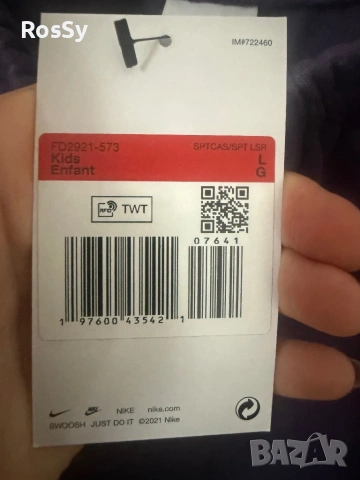 RosSy
IM#722460
FD2921-573 SPTCAS/SPT LSR
Kids L
Enfant G
RFID TWT
07641
1 97600 43542 1
NIKE nike.com
SWOOSH JUST DO IT ©2021 Nike
BAZAR